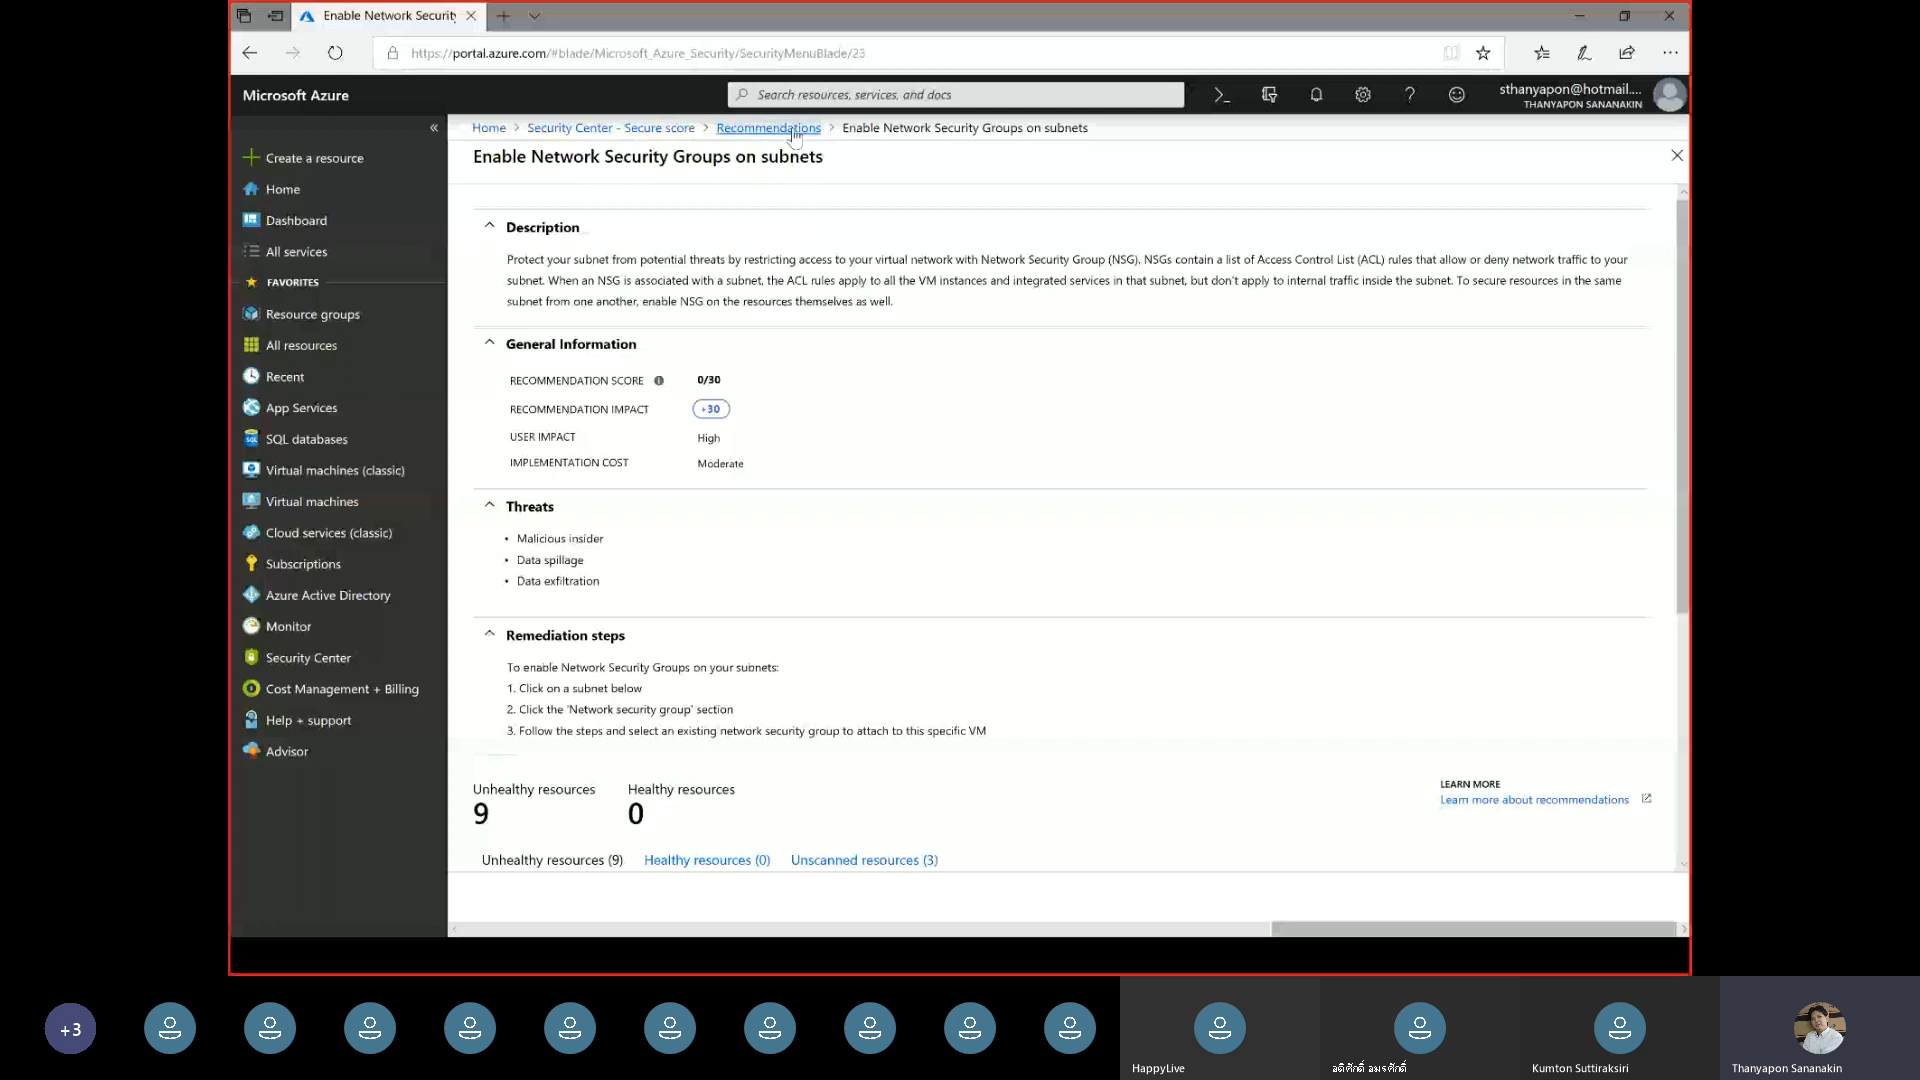 Enable Network Security
https://portal.azure.com/#blade/Microsoft_Azure_Security/SecurityMenuBlade/23
Microsoft Azure
Search resources, services, and docs
sthanyapon@hotmail....
THANYAPON SANANAKIN
Home > Security Center - Secure score > Recommendations > Enable Network Security Groups on subnets
Enable Network Security Groups on subnets
Create a resource
Home
Dashboard
All services
FAVORITES
Resource groups
All resources
Recent
App Services
SQL databases
Virtual machines (classic)
Virtual machines
Cloud services (classic)
Subscriptions
Azure Active Directory
Monitor
Security Center
Cost Management + Billing
Help + support
Advisor
Description
Protect your subnet from potential threats by restricting access to your virtual network with Network Security Group (NSG), NSGs contain a list of Access Control List (ACL) rules that allow or deny network traffic to your
subnet. When an NSG is associated with a subnet, the ACL rules apply to all the VM instances and integrated services in that subnet, but don't apply to internal traffic inside the subnet. To secure resources in the same
subnet from one another, enable NSG on the resources themselves as well.
General Information
RECOMMENDATION SCORE 0/30
RECOMMENDATION IMPACT +30
USER IMPACT High
IMPLEMENTATION COST Moderate
Threats
• Malicious insider
• Data spillage
• Data exfiltration
Remediation steps
To enable Network Security Groups on your subnets:
1. Click on a subnet below
2. Click the 'Network security group' section
3. Follow the steps and select an existing network security group to attach to this specific VM
Unhealthy resources
9
Healthy resources
0
LEARN MORE
Learn more about recommendations
Unhealthy resources (9) Healthy resources (0) Unscanned resources (3)
+3
HappyLive
อดิศักดิ์ อมรศักดิ์
Kumton Suttiraksiri
Thanyapon Sananakin